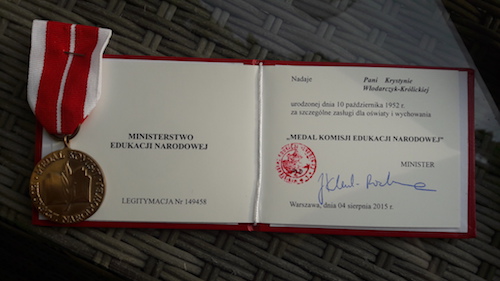 MINISTERSTWO
EDUKACJI NARODOWEJ
LEGITYMACJA Nr 149458
Nadaje Pani Krystynie
Włodarczyk-Królickiej
urodzonej dnia 10 października 1952 r.
za szczególne zasługi dla oświaty i wychowania
„MEDAL KOMISJI EDUKACJI NARODOWEJ”
MINISTER
Warszawa, dnia 04 sierpnia 2015 r.